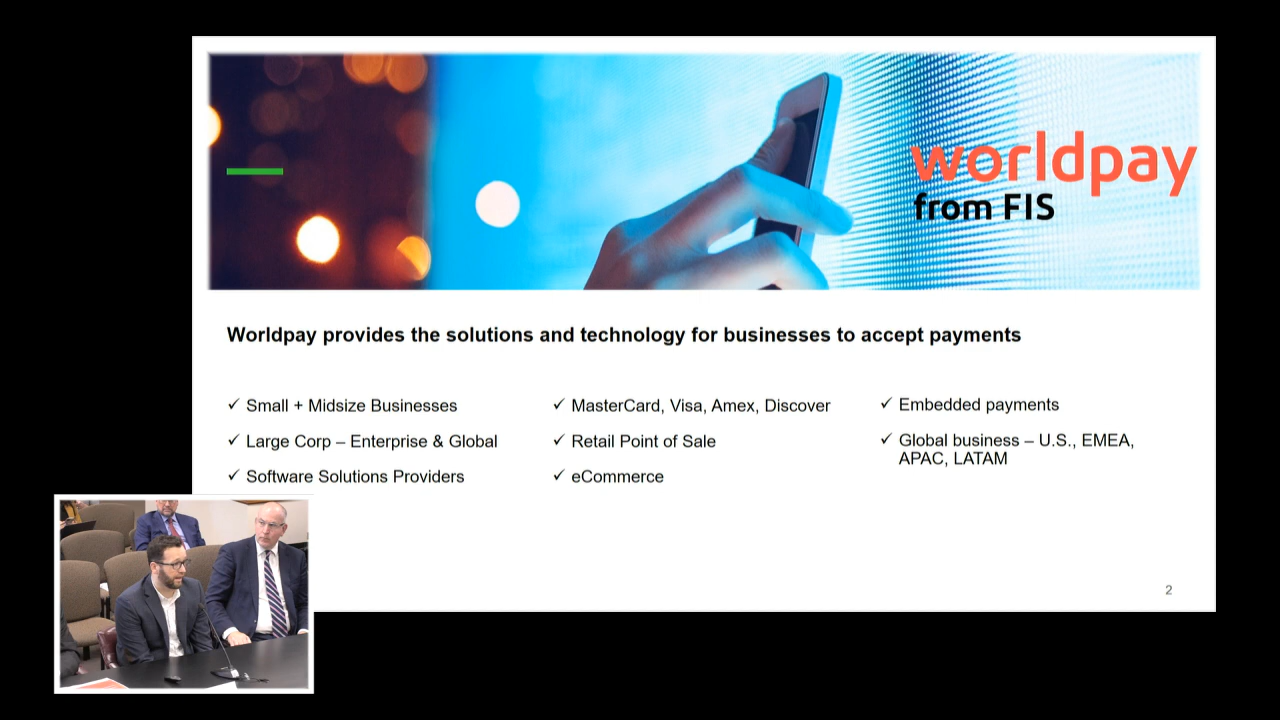 worldpay
from FIS
Worldpay provides the solutions and technology for businesses to accept payments
✓ Small + Midsize Businesses
✓ Large Corp – Enterprise & Global
✓ Software Solutions Providers
✓ MasterCard, Visa, Amex, Discover
✓ Retail Point of Sale
✓ eCommerce
✓ Embedded payments
✓ Global business – U.S., EMEA,
APAC, LATAM
2